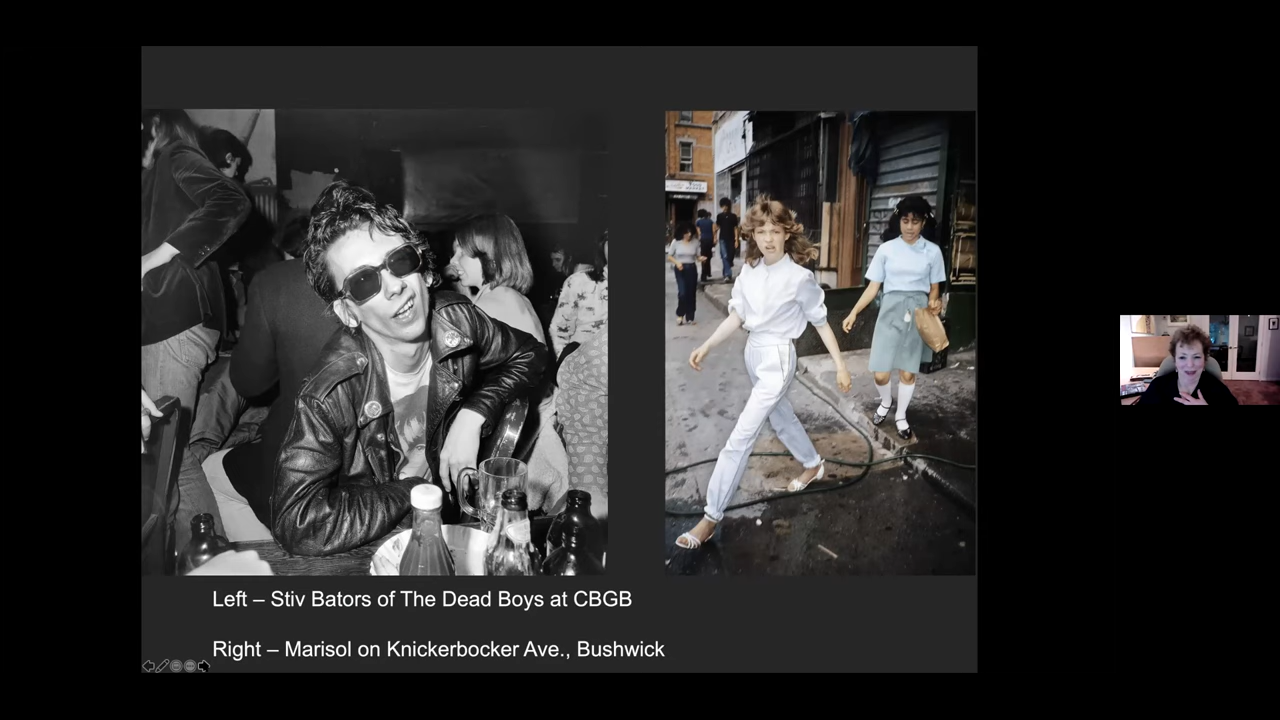 Left – Stiv Bators of The Dead Boys at CBGB
Right – Marisol on Knickerbocker Ave., Bushwick